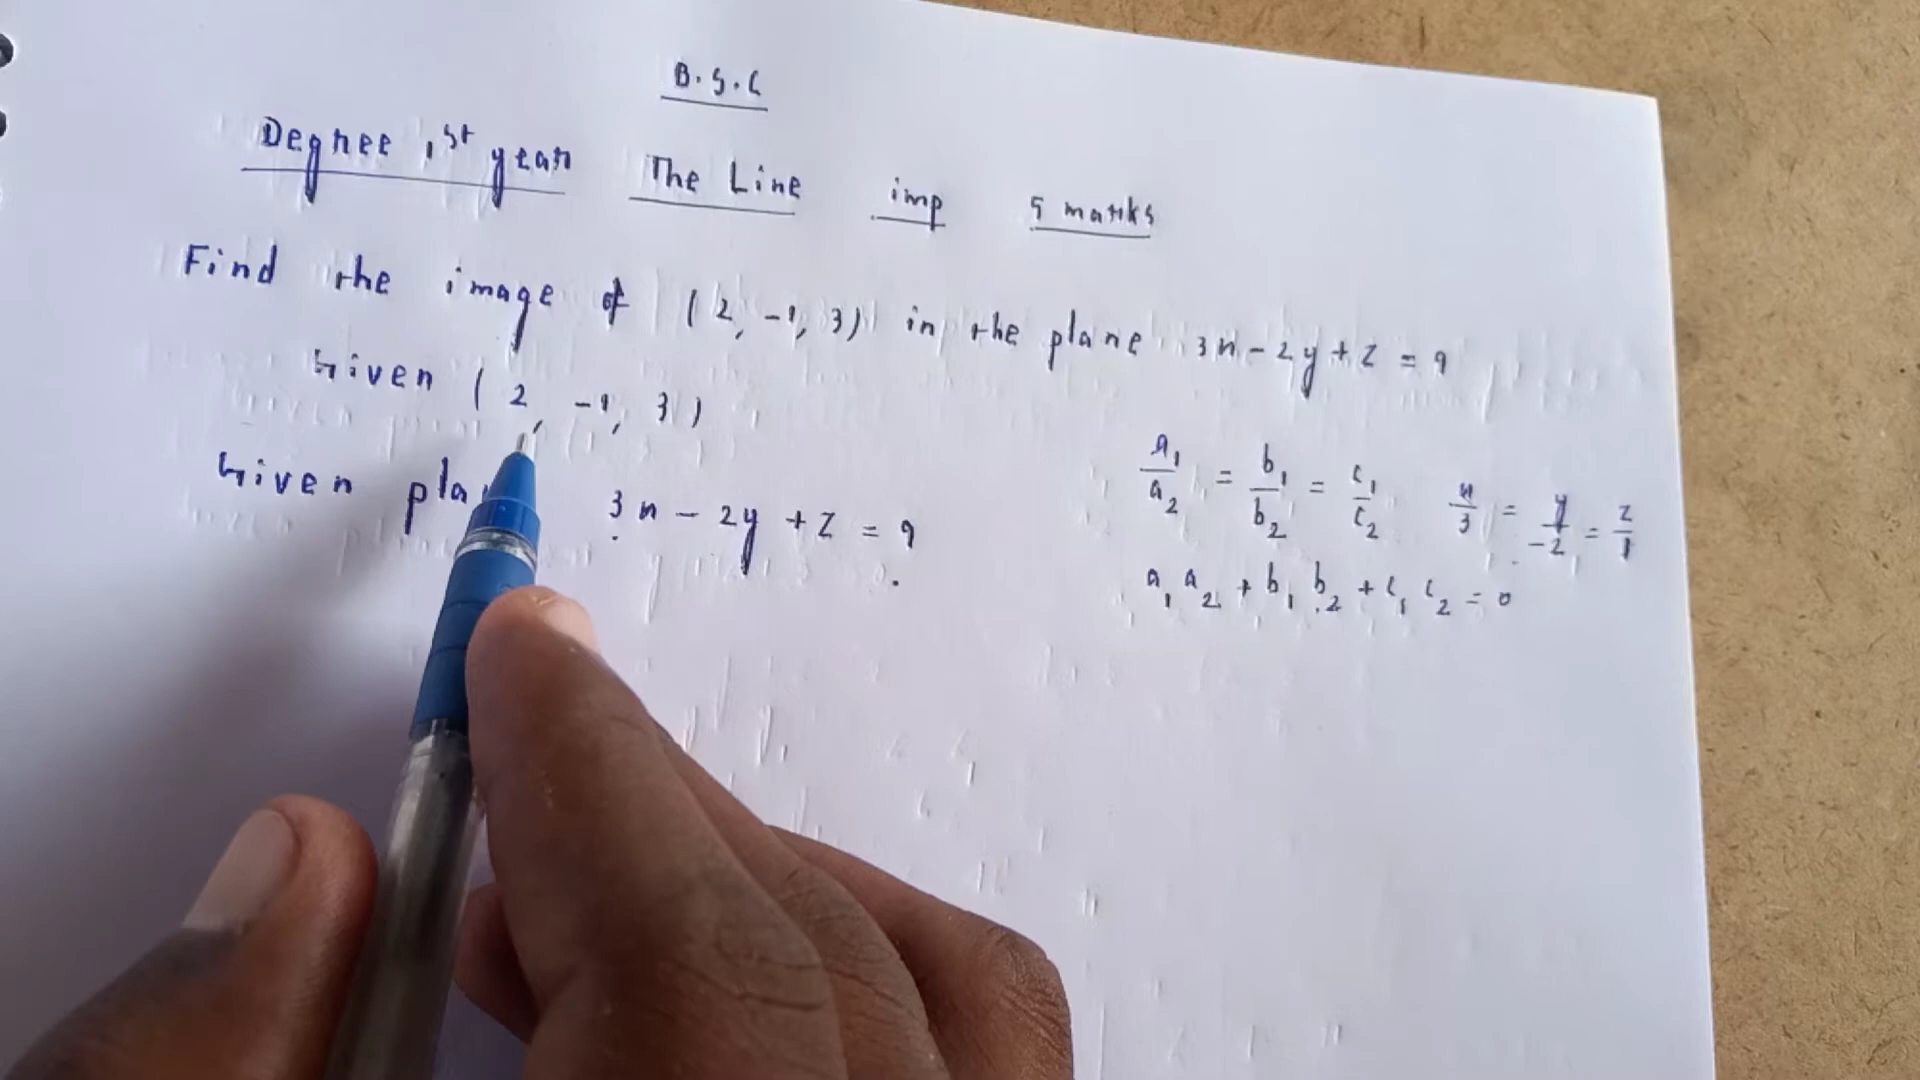 B.S.C
Degree 1st year The Line imp 5 marks
Find the image of (2, -1, 3) in the plane 3x - 2y + z = 9
Given (2, -1, 3)
Given pla 3x - 2y + z = 9
a₁/a₂ = b₁/b₂ = c₁/c₂ x/3 = y/-2 = z/1
a₁a₂ + b₁b₂ + c₁c₂ = 0